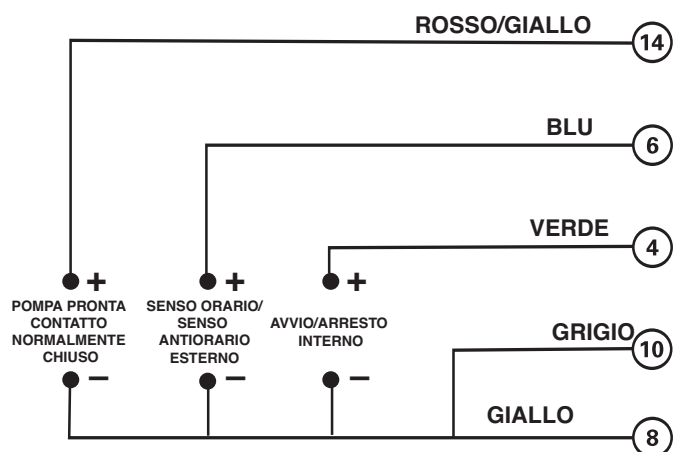 ROSSO/GIALLO
14
BLU
6
VERDE
4
+
+
+
POMPA PRONTA
CONTATTO
NORMALMENTE
CHIUSO
SENSO ORARIO/
SENSO
ANTIORARIO
ESTERNO
AVVIO/ARRESTO
INTERNO
GRIGIO
10
−
−
−
GIALLO
8